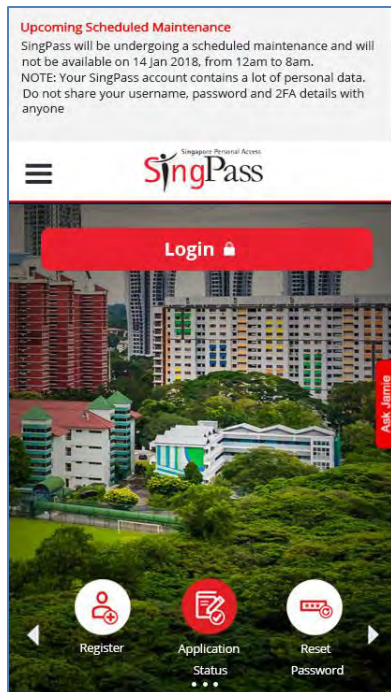 Upcoming Scheduled Maintenance
SingPass will be undergoing a scheduled maintenance and will
not be available on 14 Jan 2018, from 12am to 8am.
NOTE: Your SingPass account contains a lot of personal data.
Do not share your username, password and 2FA details with
anyone
Singapore Personal Access
SingPass
Login
Ask Jamie
Register
Application
Status
Reset
Password